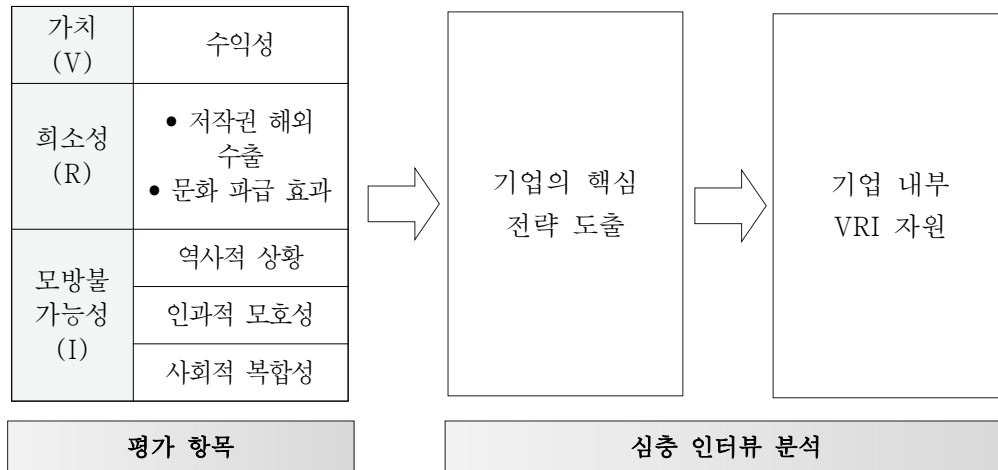 가치
(V)
수익성
희소성
(R)
• 저작권 해외
수출
• 문화 파급 효과
모방불
가능성
(I)
역사적 상황
인과적 모호성
사회적 복합성
기업의 핵심
전략 도출
기업 내부
VRI 자원
평가 항목
심층 인터뷰 분석